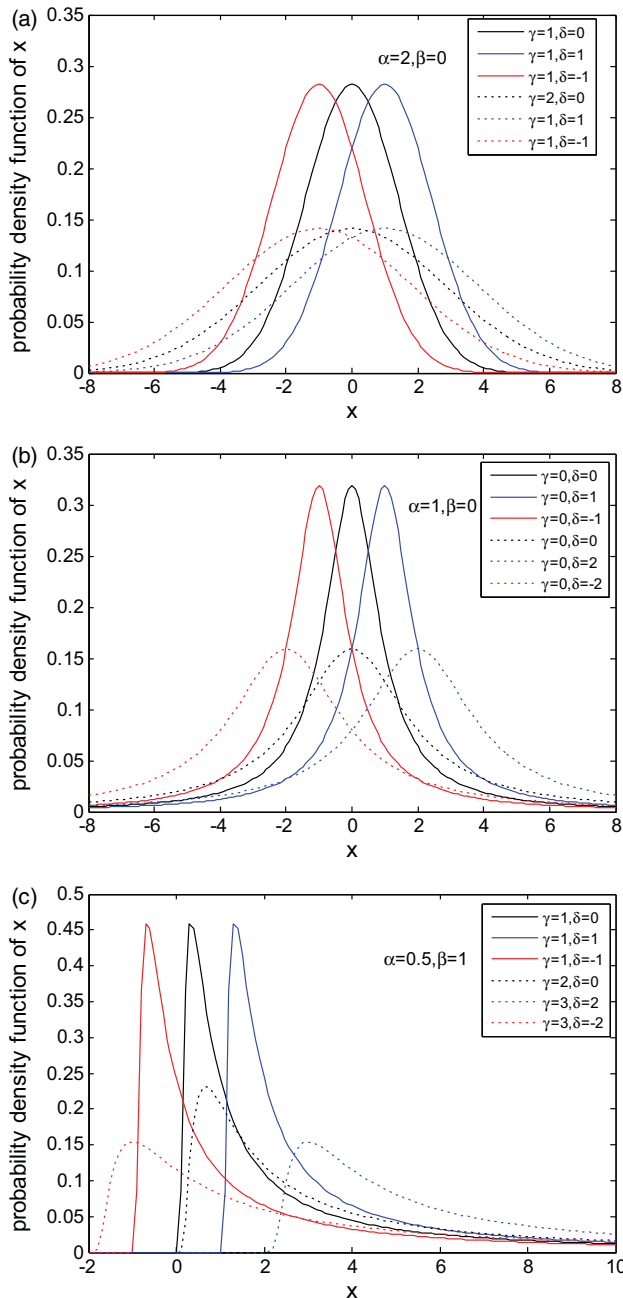 (a)
0.35
0.3
0.25
0.2
0.15
0.1
0.05
0
probability density function of x
α=2,β=0
γ=1,δ=0
γ=1,δ=1
γ=1,δ=-1
γ=2,δ=0
γ=1,δ=1
γ=1,δ=-1
-8 -6 -4 -2 0 2 4 6 8
x
(b)
0.35
0.3
0.25
0.2
0.15
0.1
0.05
0
probability density function of x
α=1,β=0
γ=0,δ=0
γ=0,δ=1
γ=0,δ=-1
γ=0,δ=0
γ=0,δ=2
γ=0,δ=-2
-8 -6 -4 -2 0 2 4 6 8
x
(c)
0.5
0.45
0.4
0.35
0.3
0.25
0.2
0.15
0.1
0.05
0
probability density function of x
α=0.5,β=1
γ=1,δ=0
γ=1,δ=1
γ=1,δ=-1
γ=2,δ=0
γ=3,δ=2
γ=3,δ=-2
-2 0 2 4 6 8 10
x